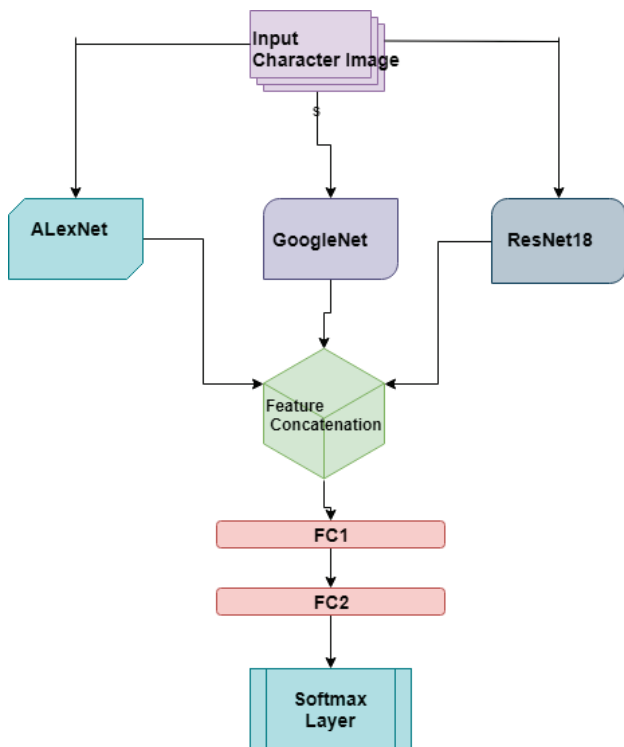 Input
Character Image
s
ALexNet
GoogleNet
ResNet18
Feature
Concatenation
FC1
FC2
Softmax
Layer